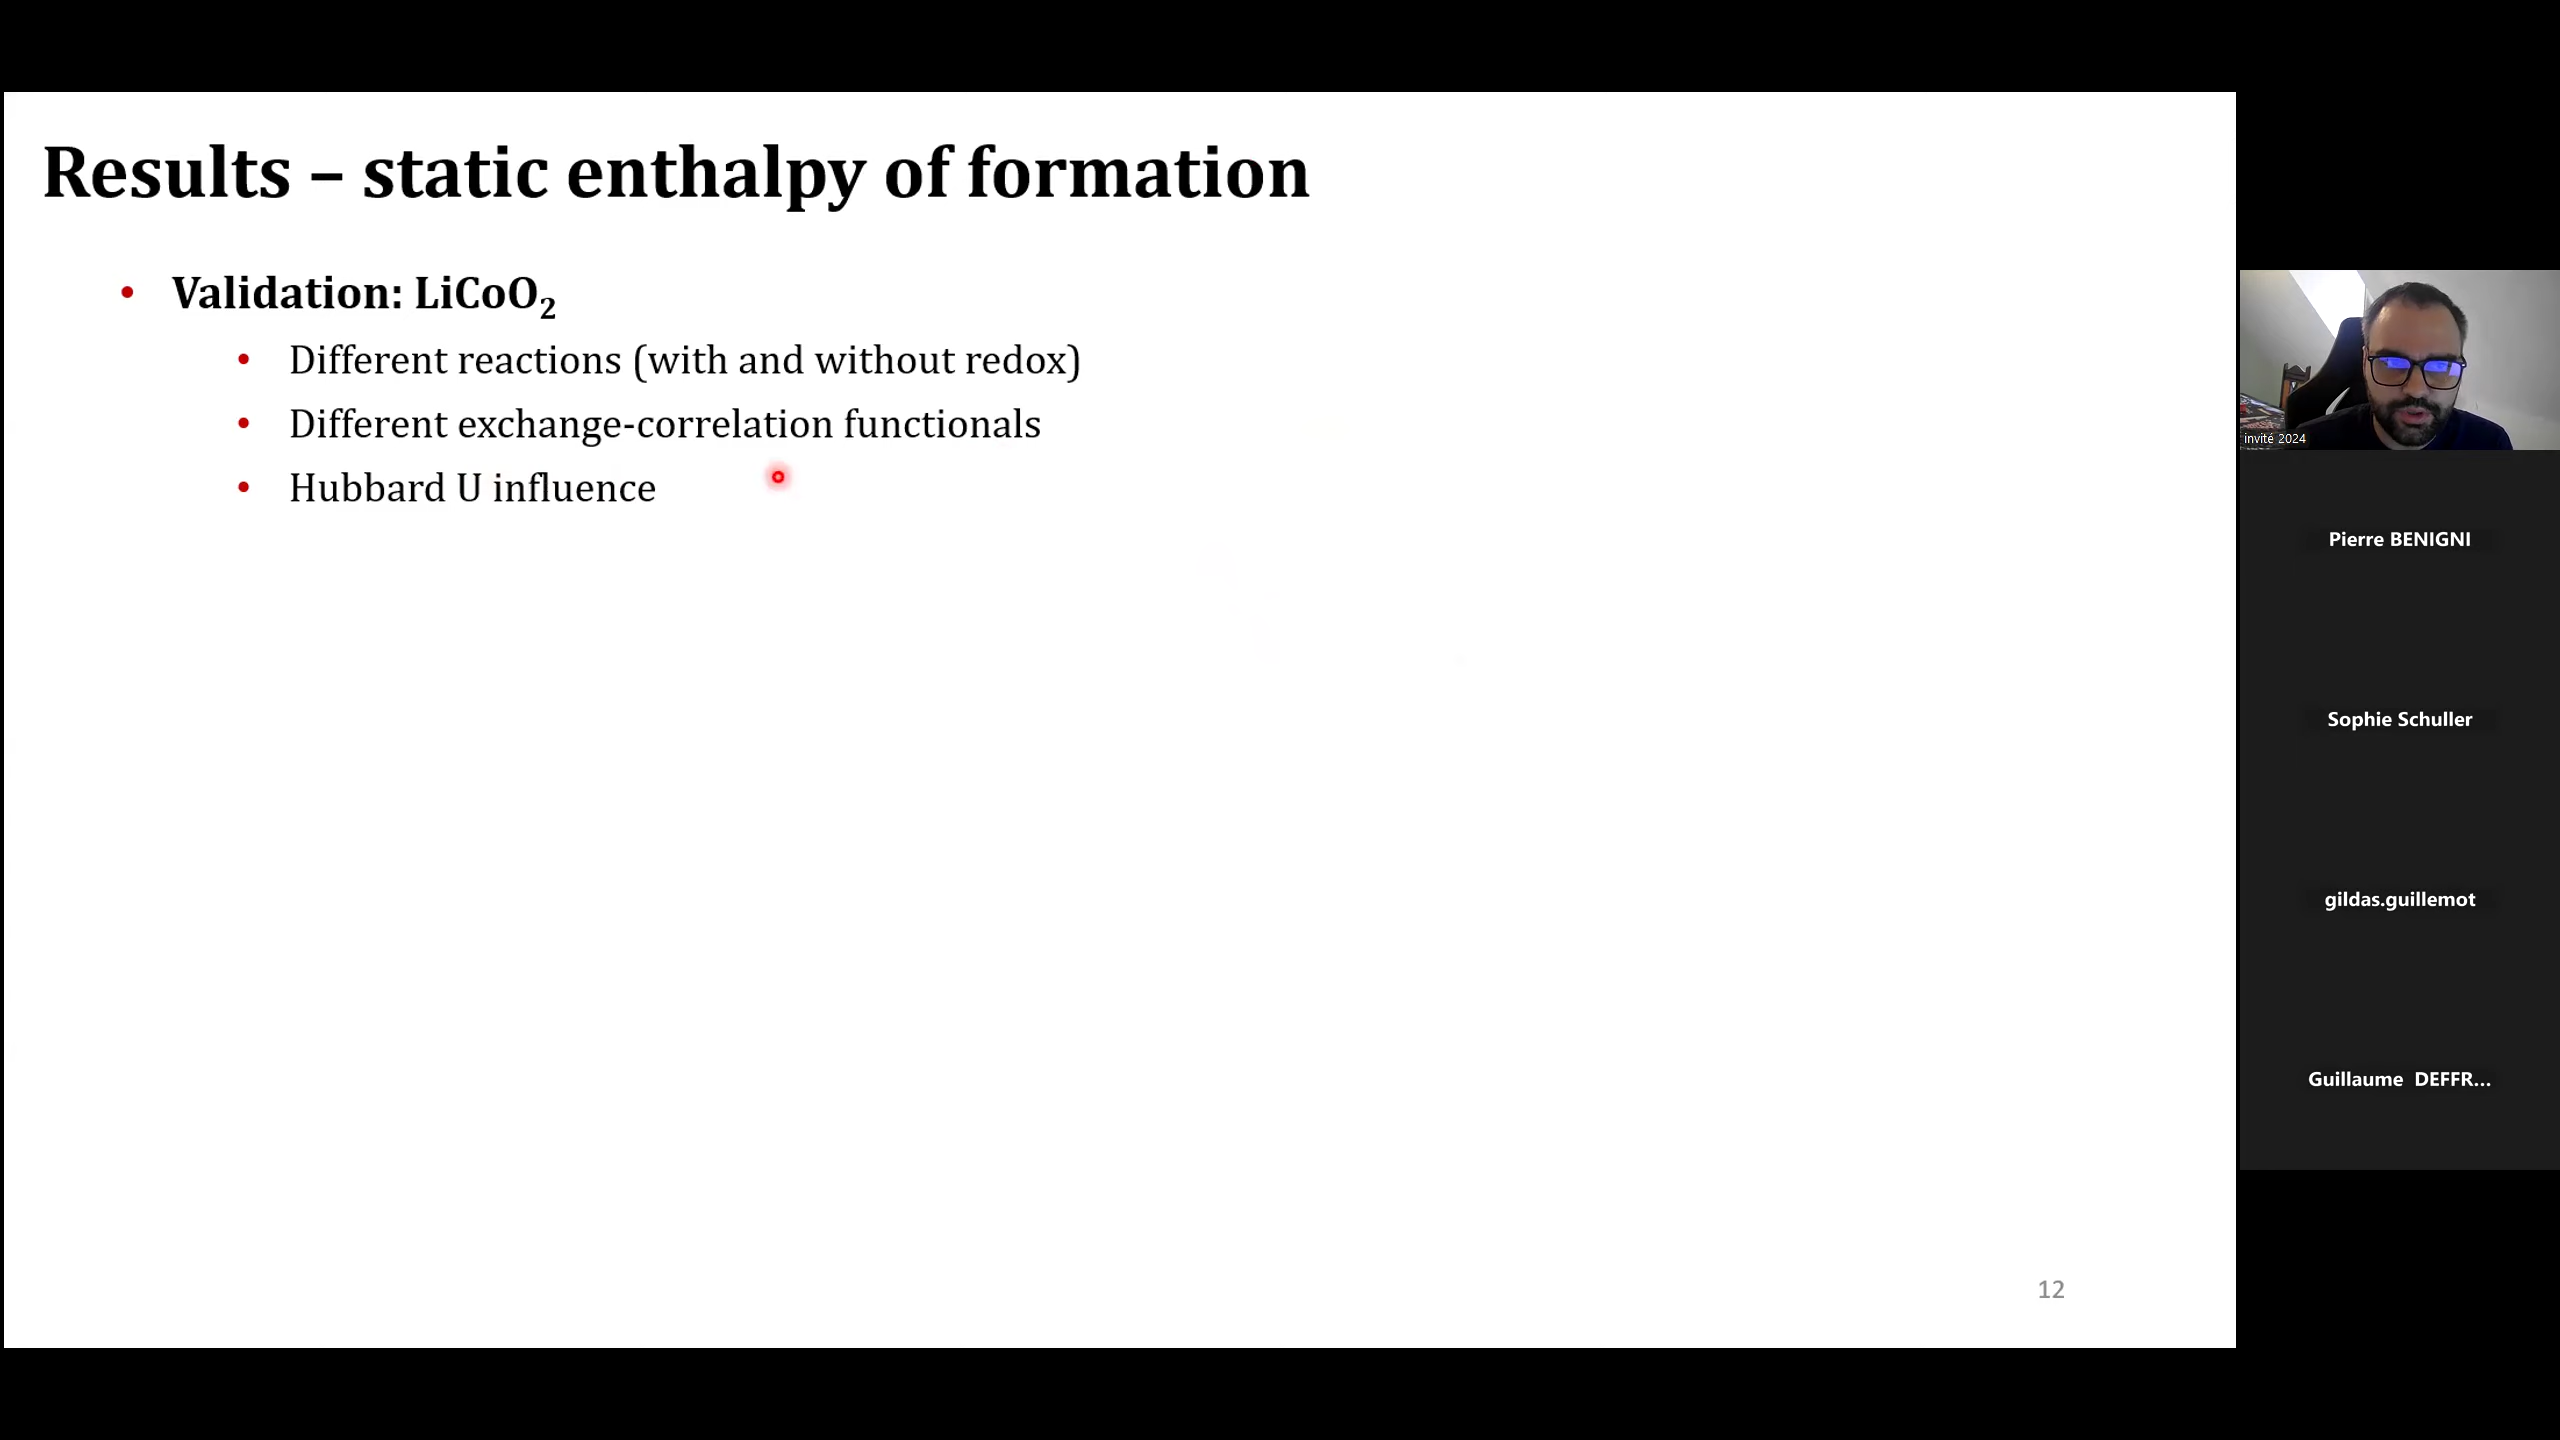 Results – static enthalpy of formation
• Validation: LiCoO₂
• Different reactions (with and without redox)
• Different exchange-correlation functionals
• Hubbard U influence
12
invité 2024
Pierre BENIGNI
Sophie Schuller
gildas.guillemot
Guillaume DEFFR...